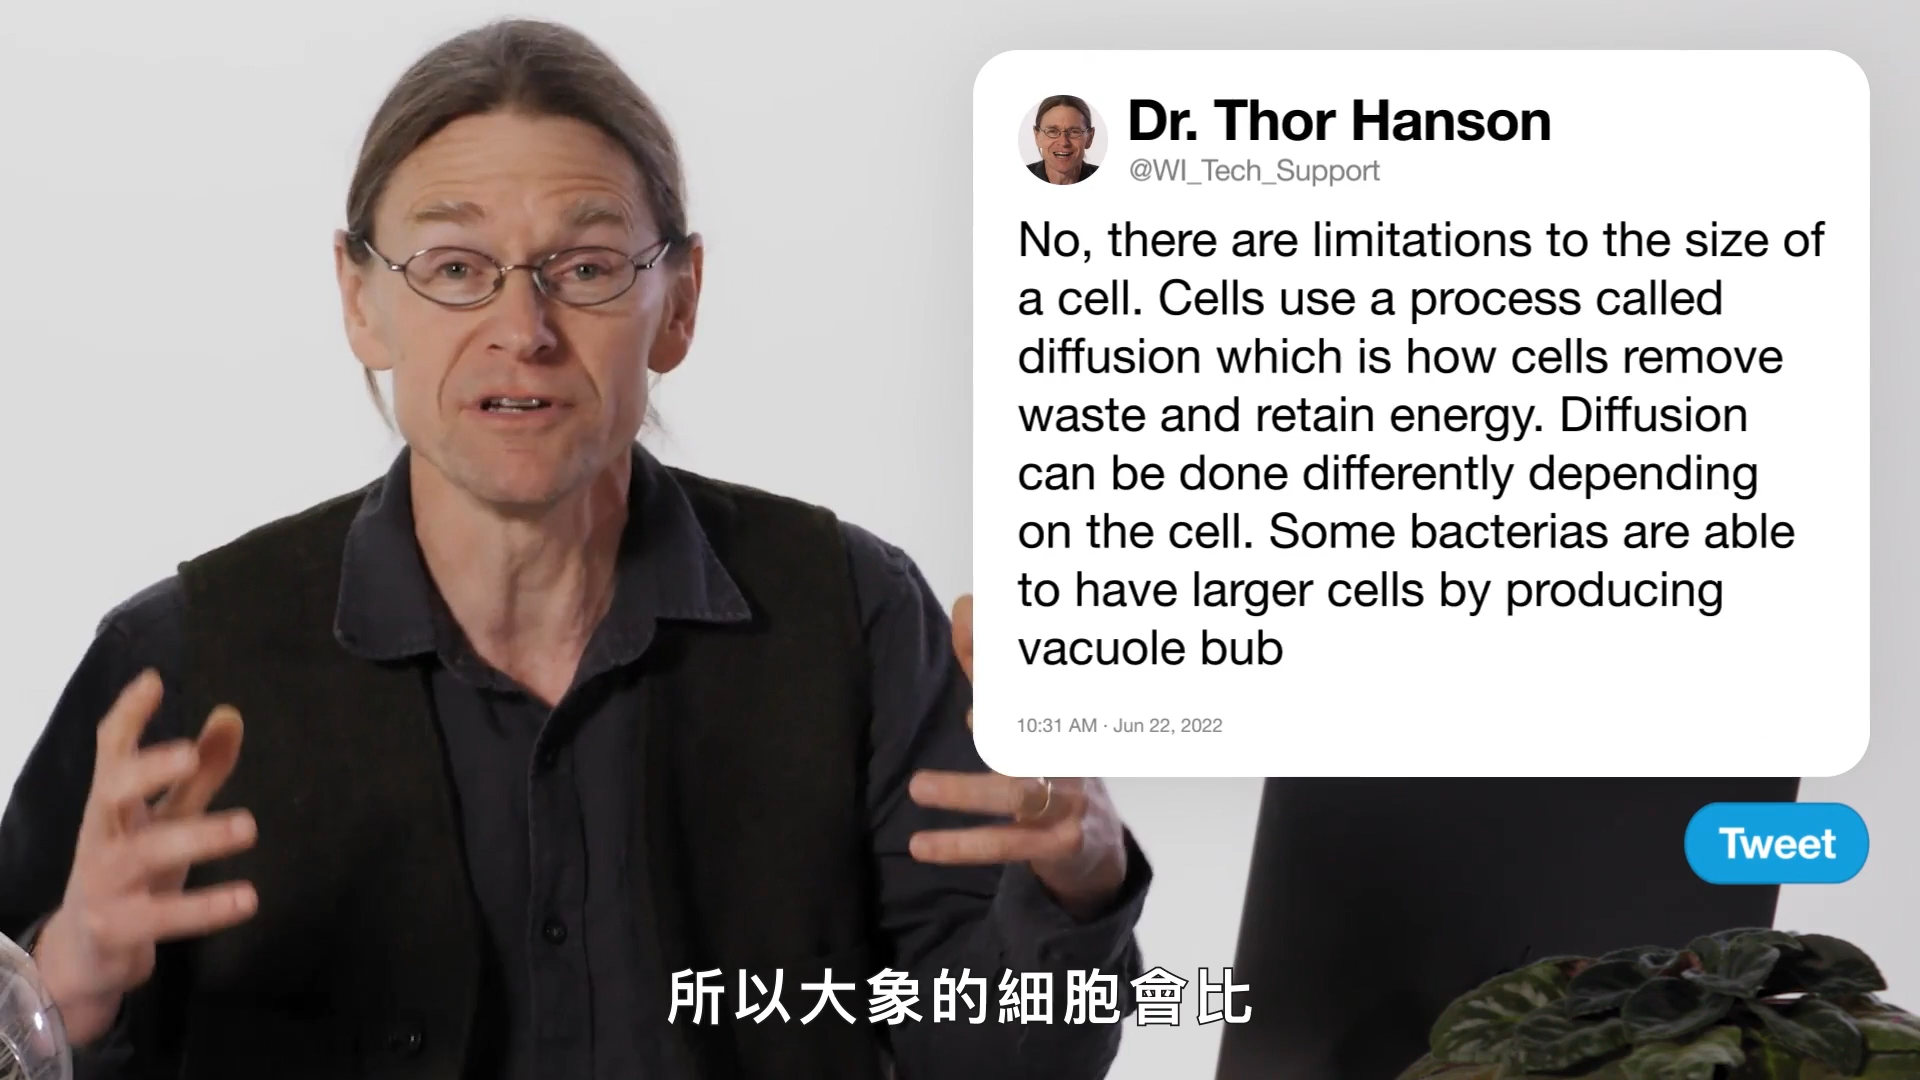 Dr. Thor Hanson
@WI_Tech_Support
No, there are limitations to the size of
a cell. Cells use a process called
diffusion which is how cells remove
waste and retain energy. Diffusion
can be done differently depending
on the cell. Some bacterias are able
to have larger cells by producing
vacuole bub
10:31 AM · Jun 22, 2022
Tweet
所以大象的細胞會比